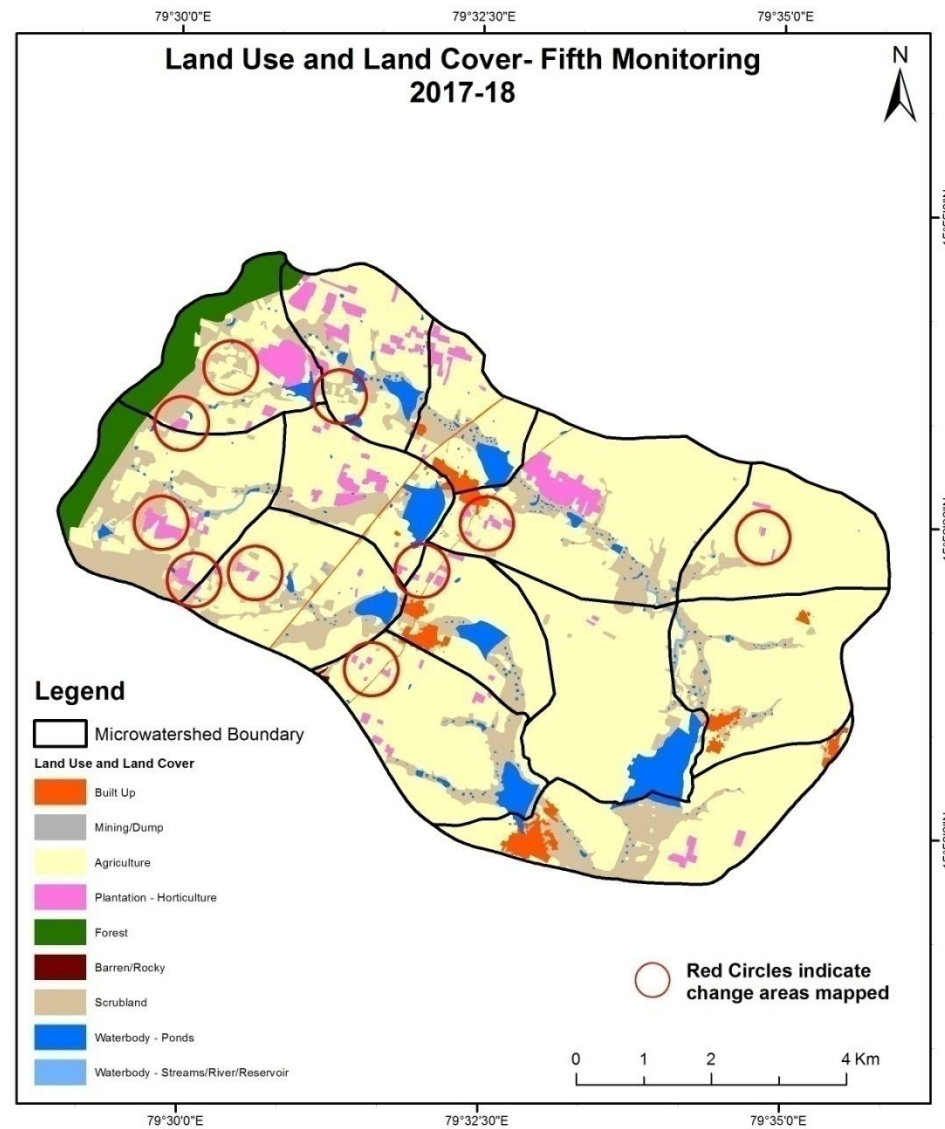 79°30'0"E
79°32'30"E
79°35'0"E
Land Use and Land Cover- Fifth Monitoring
2017-18
N
Legend
Microwatershed Boundary
Land Use and Land Cover
Built Up
Mining/Dump
Agriculture
Plantation - Horticulture
Forest
Barren/Rocky
Scrubland
Waterbody - Ponds
Waterbody - Streams/River/Reservoir
Red Circles indicate
change areas mapped
0 1 2 4 Km
79°30'0"E
79°32'30"E
79°35'0"E